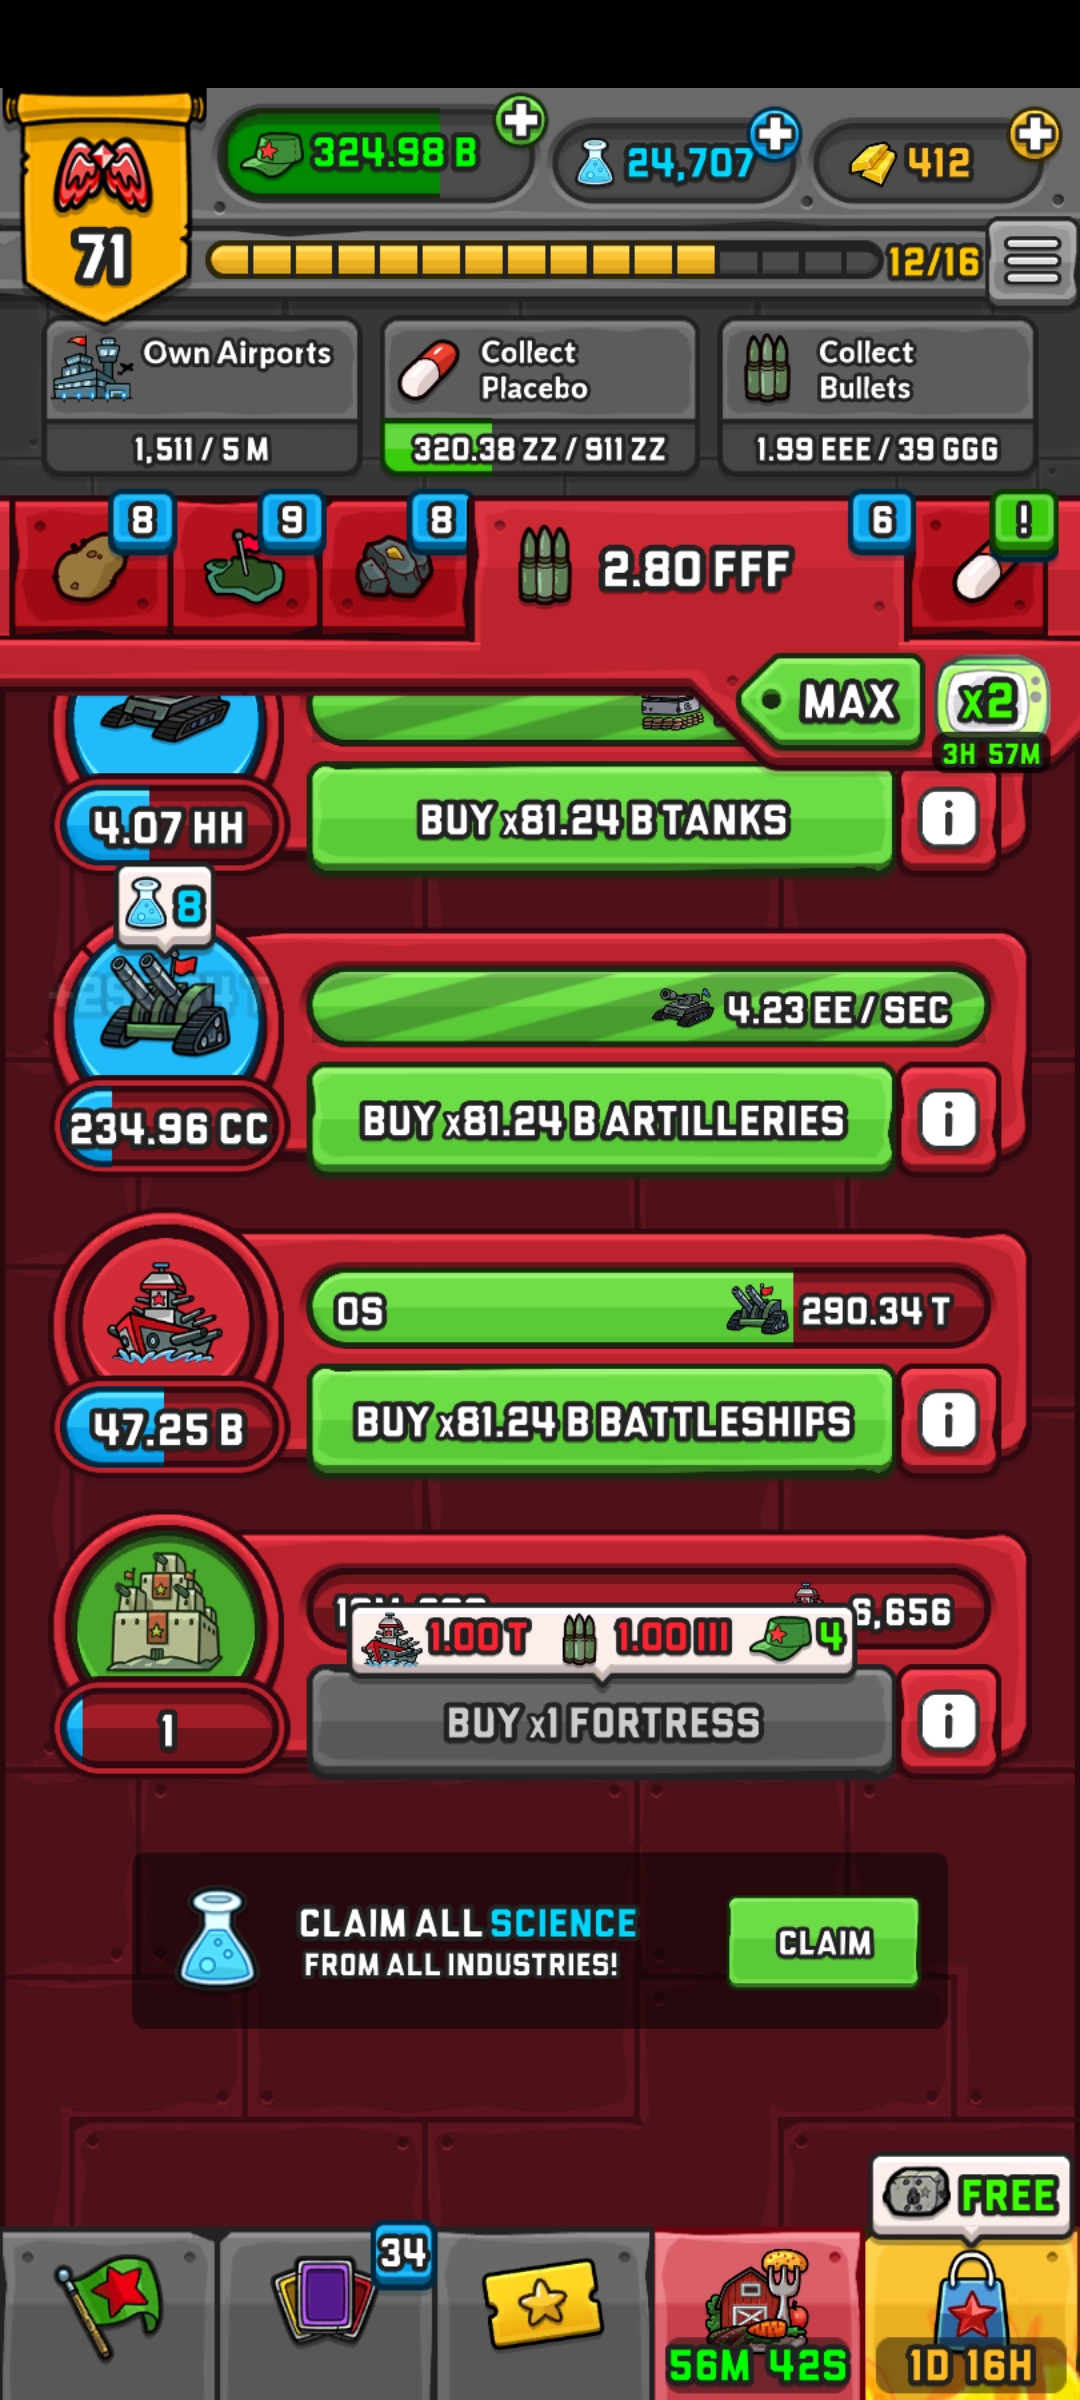 324.98 B
24,707
412
71
12/16
Own Airports
1,511 / 5 M
Collect
Placebo
320.38 ZZ / 911 ZZ
Collect
Bullets
1.99 EEE / 39 GGG
8
9
8
2.80 FFF
6
!
MAX
x2
3H 57M
4.07 HH
BUY x81.24 B TANKS
8
4.23 EE / SEC
234.96 CC
BUY x81.24 B ARTILLERIES
0S
290.34 T
47.25 B
BUY x81.24 B BATTLESHIPS
6,656
1.00 T
1.00 III
4
1
BUY x1 FORTRESS
CLAIM ALL SCIENCE
FROM ALL INDUSTRIES!
CLAIM
FREE
34
56M 42S
1D 16H